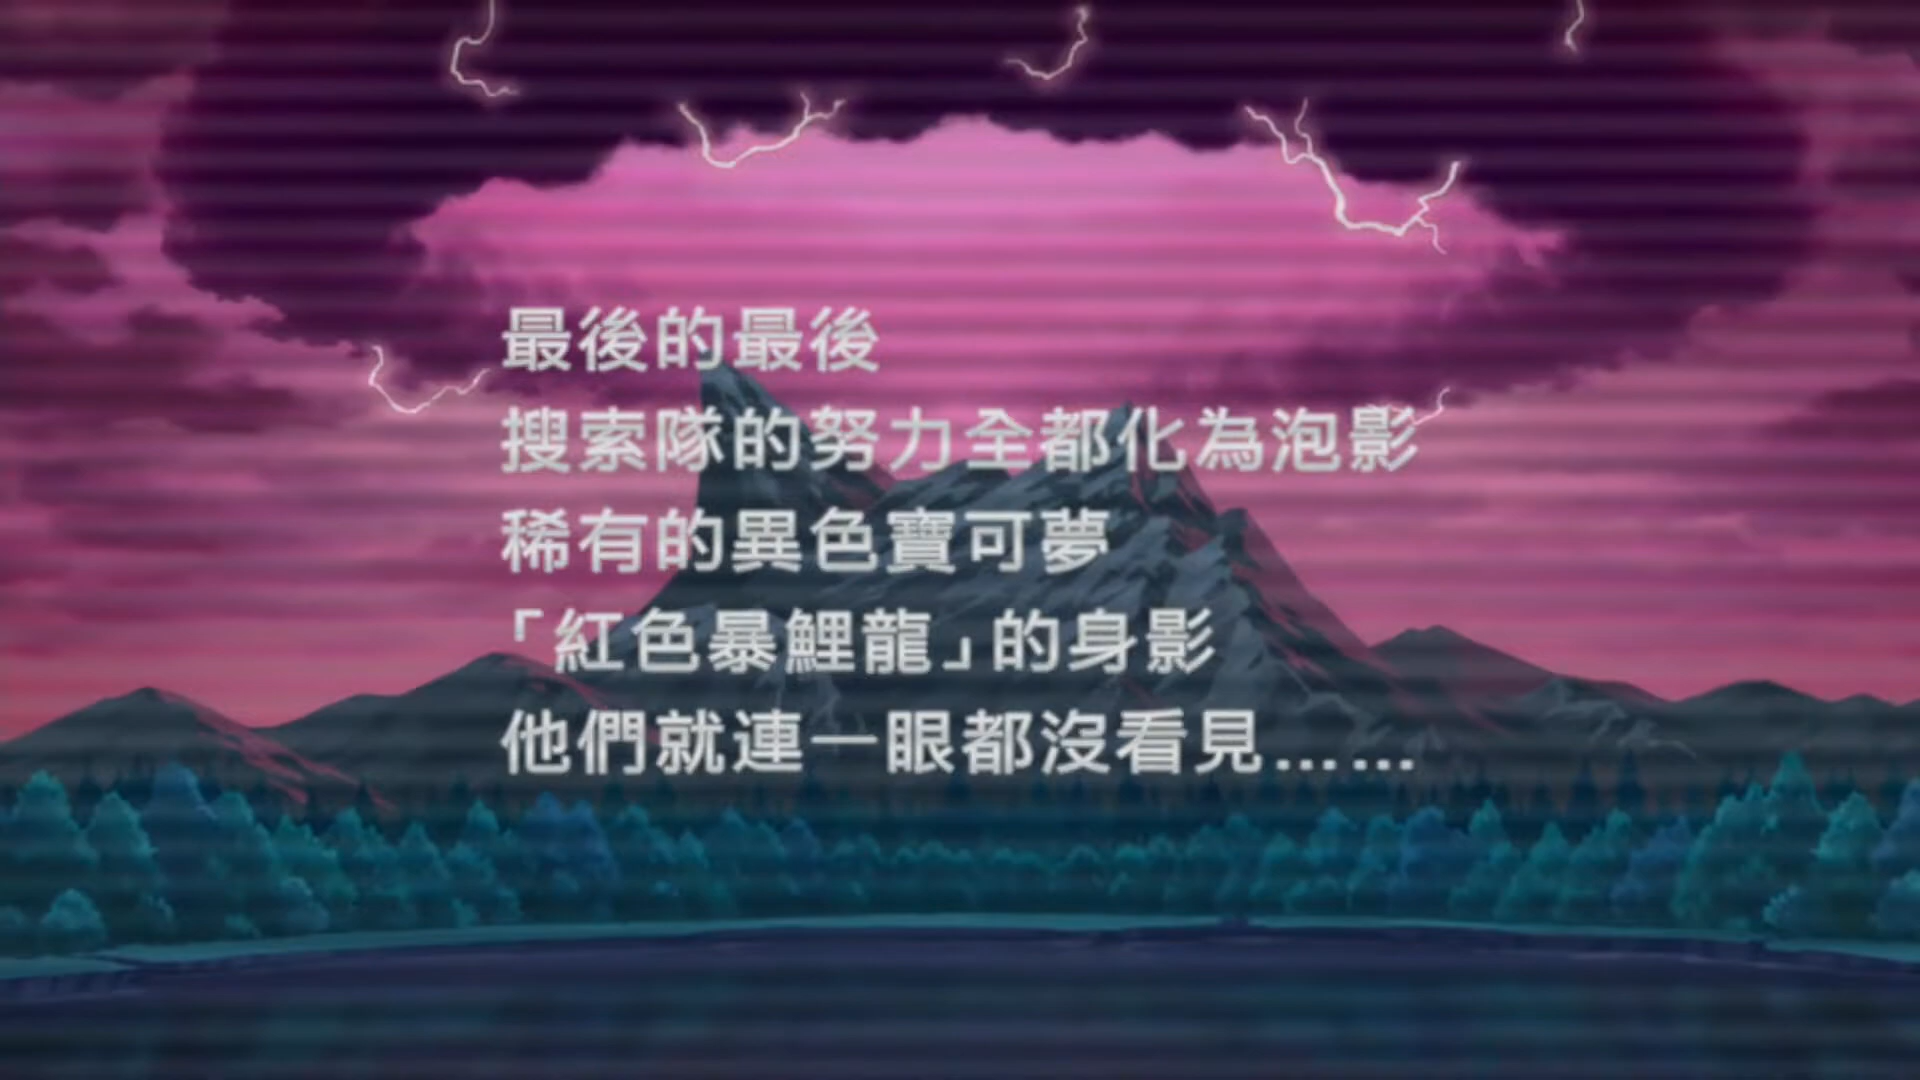 最後的最後
搜索隊的努力全都化為泡影
稀有的異色寶可夢
「紅色暴鯉龍」的身影
他們就連一眼都沒看見……